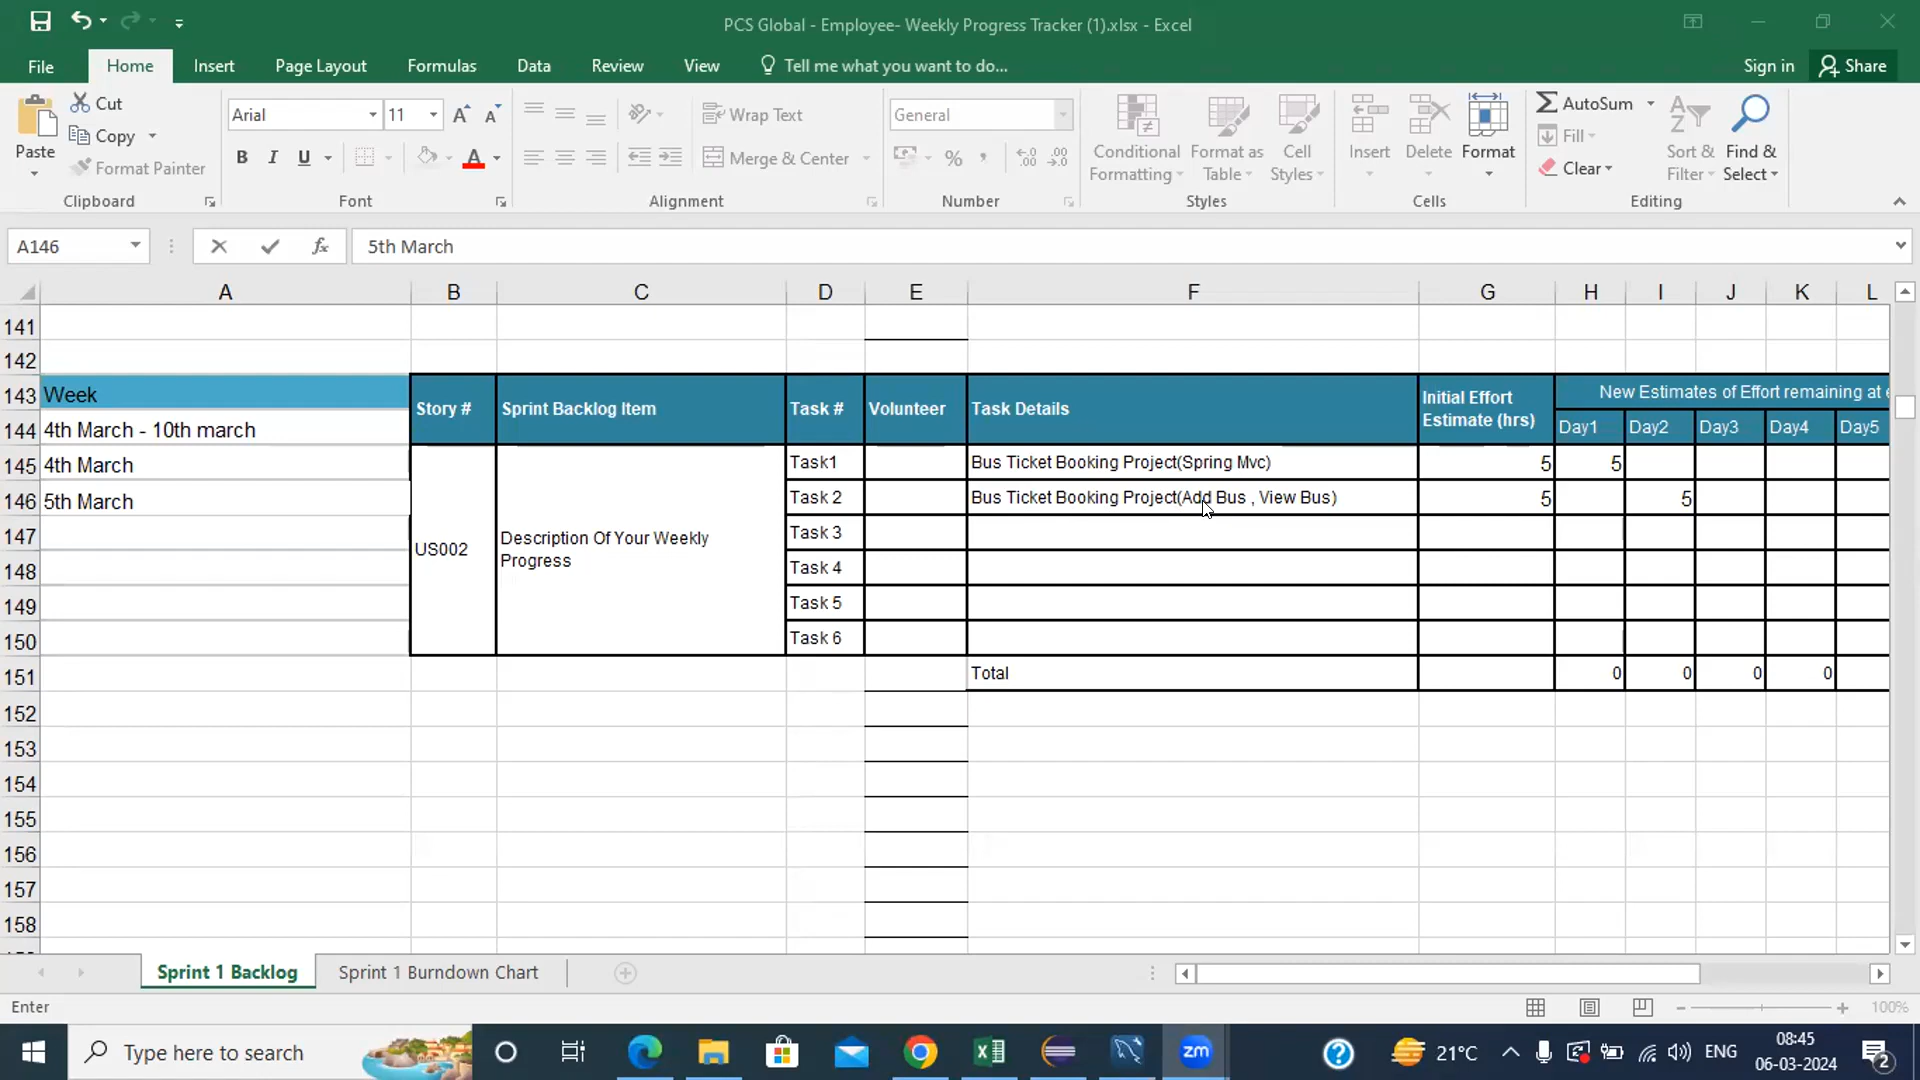 PCS Global - Employee- Weekly Progress Tracker (1).xlsx - Excel
File Home Insert Page Layout Formulas Data Review View Tell me what you want to do... Sign in Share
Paste
Cut
Copy
Format Painter
Clipboard
Arial 11
B I U A
Font
Wrap Text
Merge & Center
Alignment
General
%
Number
Conditional Formatting
Format as Table
Cell Styles
Styles
Insert Delete Format
Cells
AutoSum
Fill
Clear
Sort & Filter
Find & Select
Editing
A146 fx 5th March
A B C D E F G H I J K L
141
142
143 Week Story # Sprint Backlog Item Task # Volunteer Task Details Initial Effort Estimate (hrs) New Estimates of Effort remaining at e
144 4th March - 10th march Day1 Day2 Day3 Day4 Day5
145 4th March Task1 Bus Ticket Booking Project(Spring Mvc) 5 5
146 5th March Task 2 Bus Ticket Booking Project(Add Bus , View Bus) 5 5
147 US002 Description Of Your Weekly Progress Task 3
148 Task 4
149 Task 5
150 Task 6
151 Total 0 0 0 0
152
153
154
155
156
157
158
Sprint 1 Backlog Sprint 1 Burndown Chart
Enter 100%
Type here to search zm 21°C ENG 08:45
06-03-2024 2